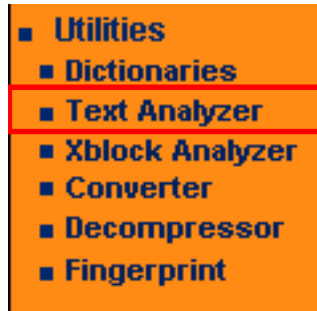 Utilities
Dictionaries
Text Analyzer
Xblock Analyzer
Converter
Decompressor
Fingerprint